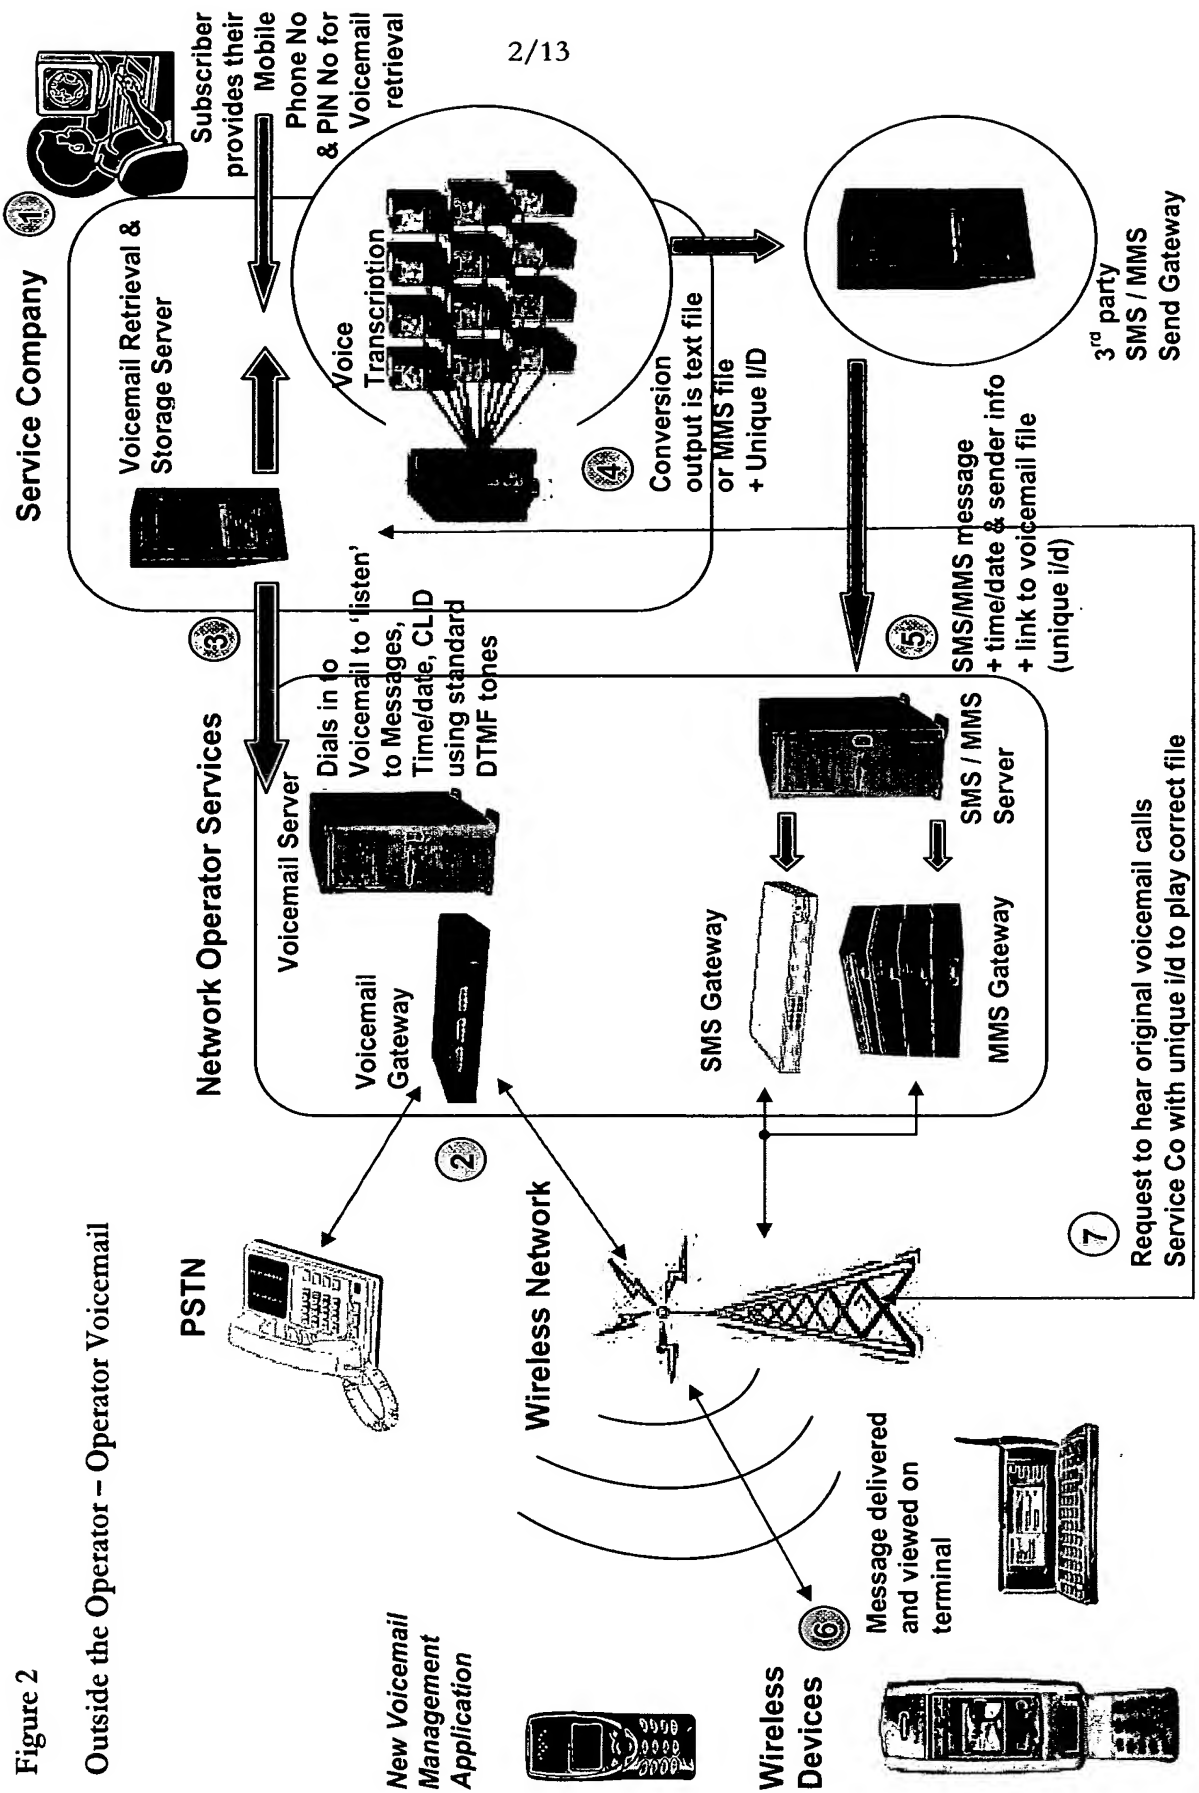 2/13
Figure 2
Outside the Operator – Operator Voicemail
Service Company
1
Subscriber
provides their
Mobile
Phone No
& PIN No for
Voicemail
retrieval
Voicemail Retrieval &
Storage Server
Voice
Transcription
4
Conversion
output is text file
or MMS file
+ Unique I/D
3rd party
SMS / MMS
Send Gateway
3
Dials in to
Voicemail to 'listen'
to Messages,
Time/date, CLID
using standard
DTMF tones
5
SMS/MMS message
+ time/date & sender info
+ link to voicemail file
(unique i/d)
Network Operator Services
Voicemail Server
Voicemail
Gateway
SMS / MMS
Server
SMS Gateway
MMS Gateway
2
PSTN
Wireless Network
7
Request to hear original voicemail calls
Service Co with unique i/d to play correct file
New Voicemail
Management
Application
Wireless
Devices
6
Message delivered
and viewed on
terminal